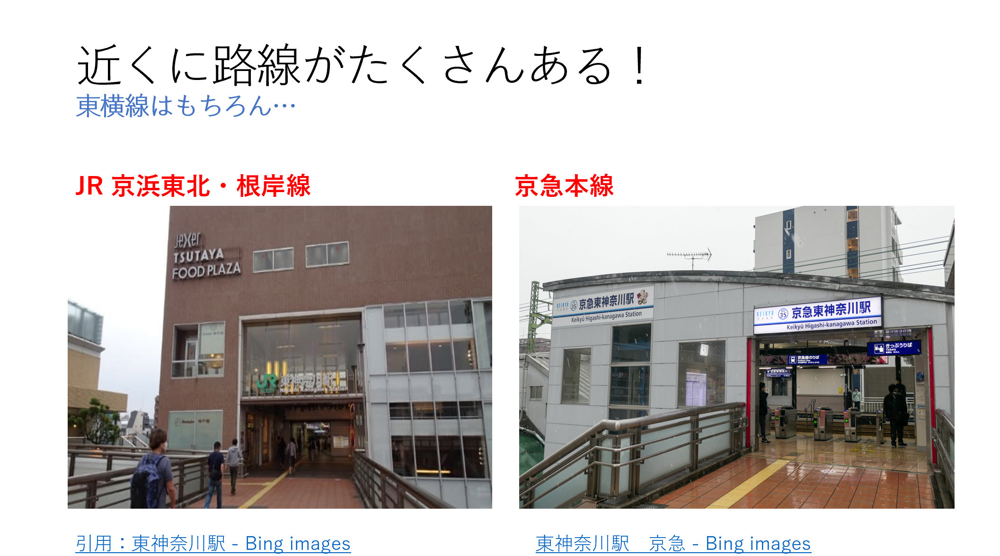 近くに路線がたくさんある！
東横線はもちろん…
JR 京浜東北・根岸線
京急本線
Jexer
TSUTAYA
FOOD PLAZA
JR 東神奈川駅
Higashi Kanagawa Station
KEIKYU KK 35 京急東神奈川駅
Keikyū Higashi-kanagawa Station
KEIKYU KK 35 京急東神奈川駅
Keikyū Higashi-kanagawa Station
きっぷうりば
Tickets
京急線のりば
Keikyū Line
引用：東神奈川駅 - Bing images
東神奈川駅　京急 - Bing images